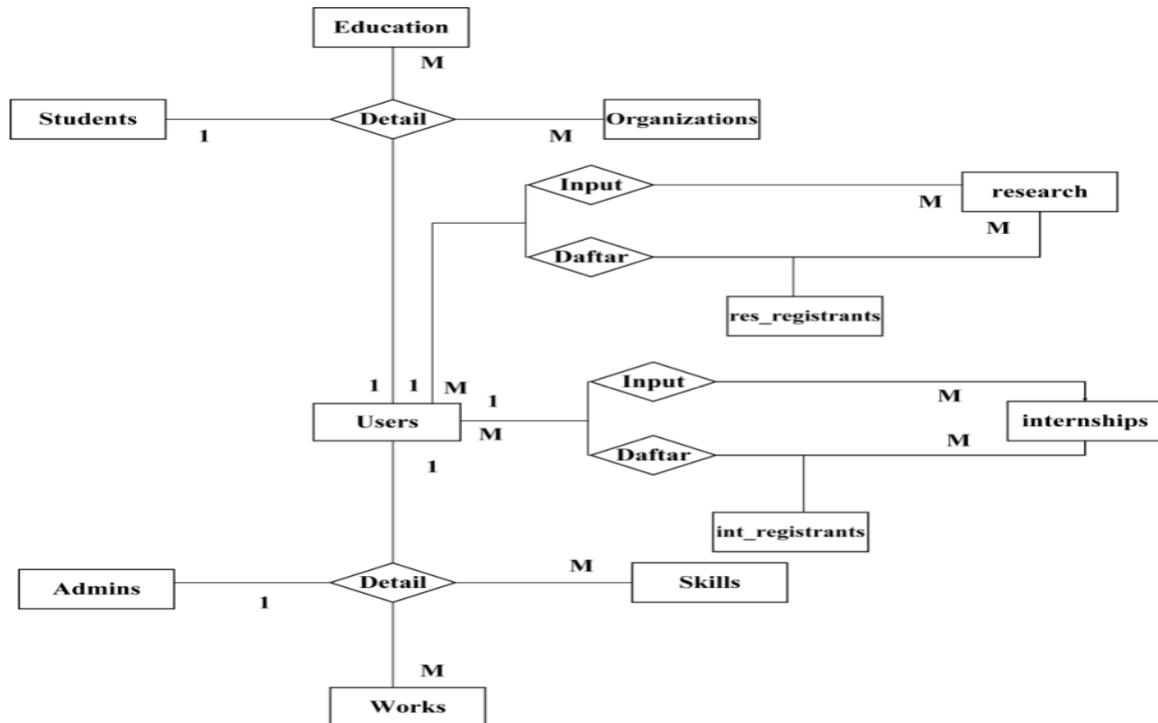 Education
M
Students
1
Detail
M
Organizations
Input
M
research
M
Daftar
res_registrants
1
1
M
1
Input
M
Users
M
internships
Daftar
M
1
int_registrants
Admins
1
Detail
M
Skills
M
Works